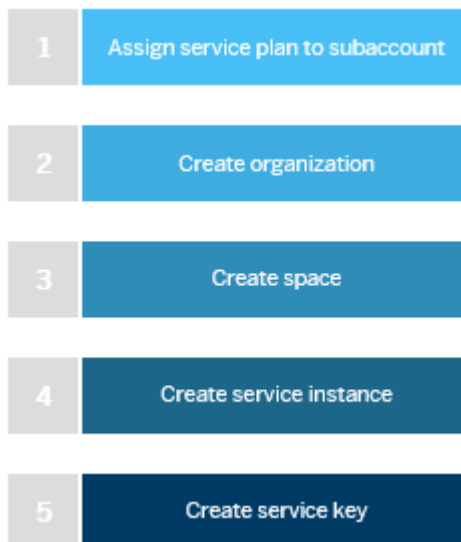 1 Assign service plan to subaccount
2 Create organization
3 Create space
4 Create service instance
5 Create service key